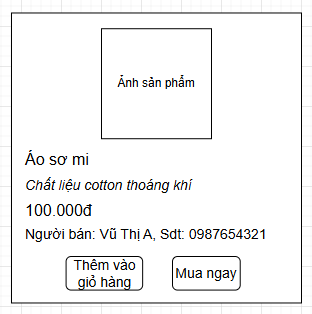 Ảnh sản phẩm
Áo sơ mi
Chất liệu cotton thoáng khí
100.000đ
Người bán: Vũ Thị A, Sdt: 0987654321
Thêm vào
giỏ hàng
Mua ngay